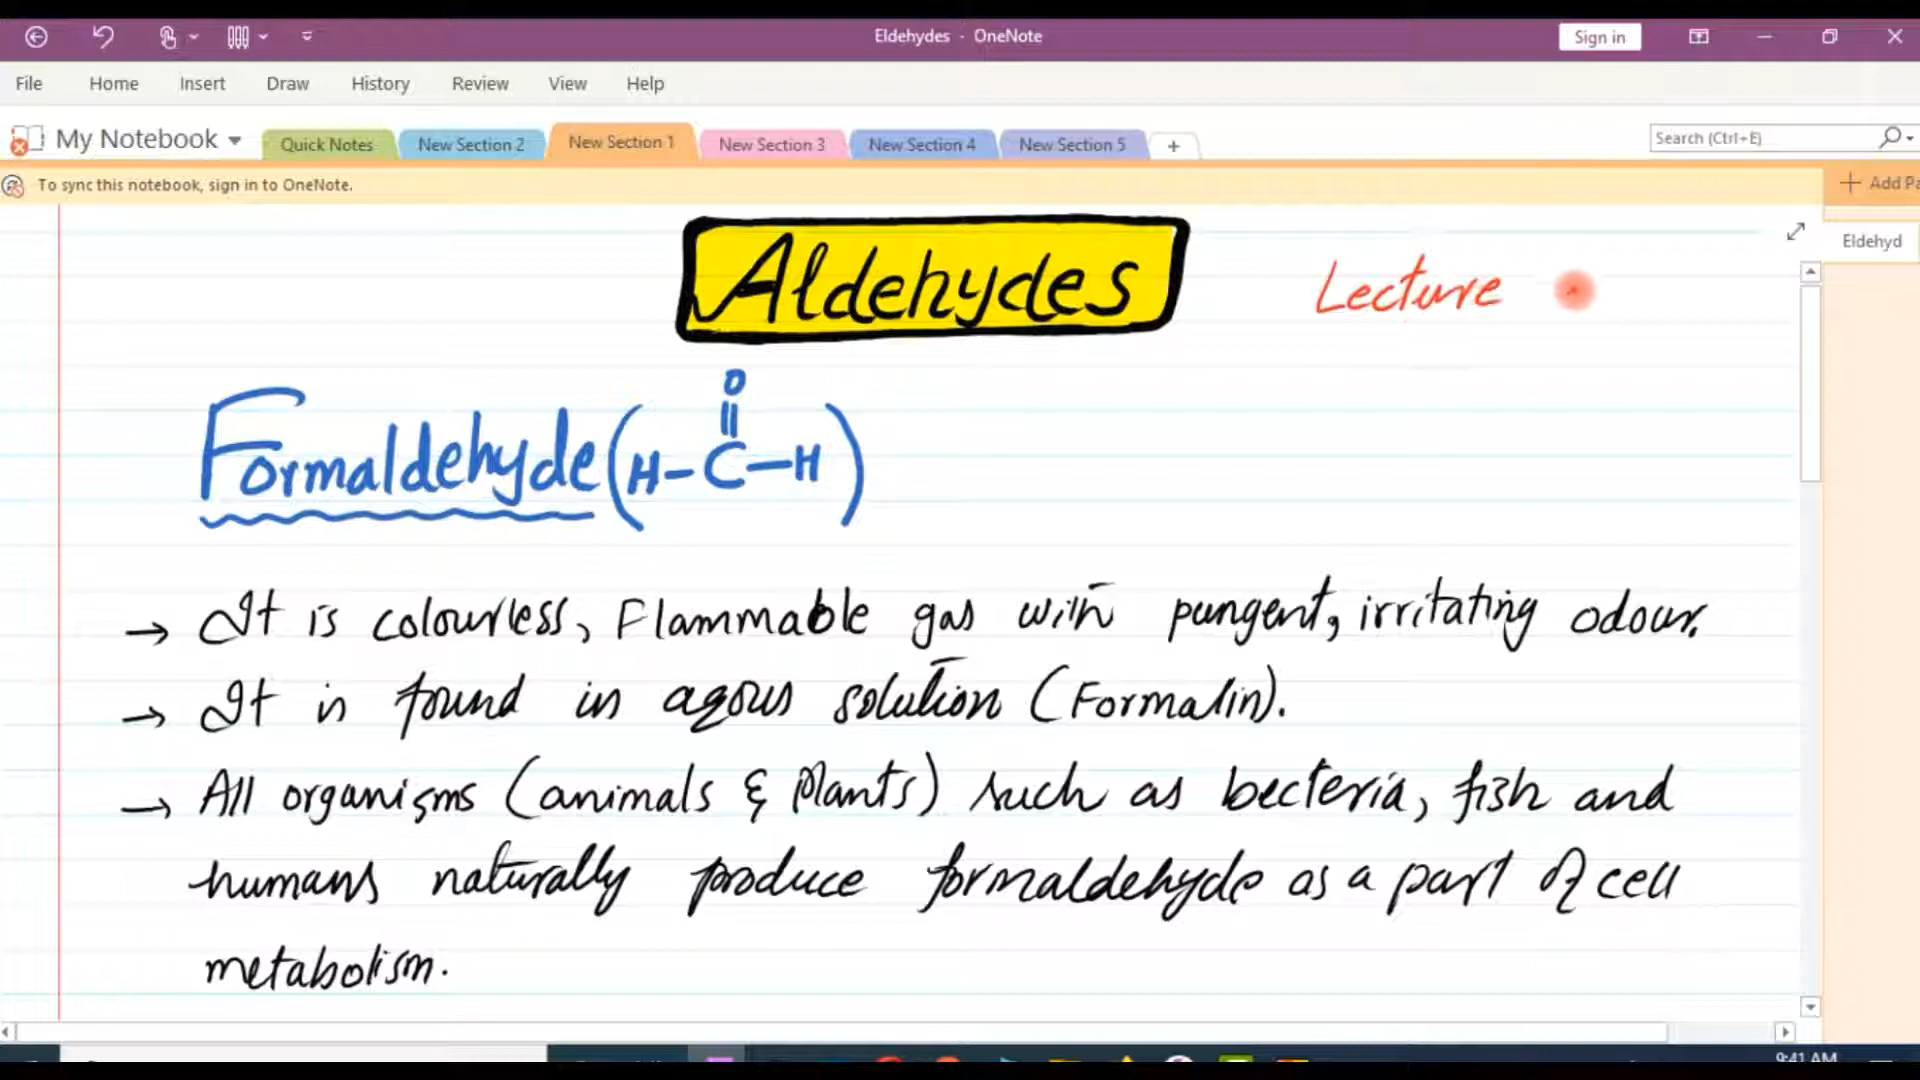 Eldehydes - OneNote
Sign in
File Home Insert Draw History Review View Help
My Notebook Quick Notes New Section 2 New Section 1 New Section 3 New Section 4 New Section 5 + Search (Ctrl+E)
To sync this notebook, sign in to OneNote.
+ Add Pa
Eldehyd
Aldehydes
Lecture
O
Formaldehyde (H-C-H)
→ It is colourless, Flammable gas with pungent, irritating odour.
→ It is found in aqous solution (Formalin).
→ All organisms (animals & Plants) such as becteria, fish and
humans naturally produce formaldehyde as a part of cell
metabolism.
9:41 AM